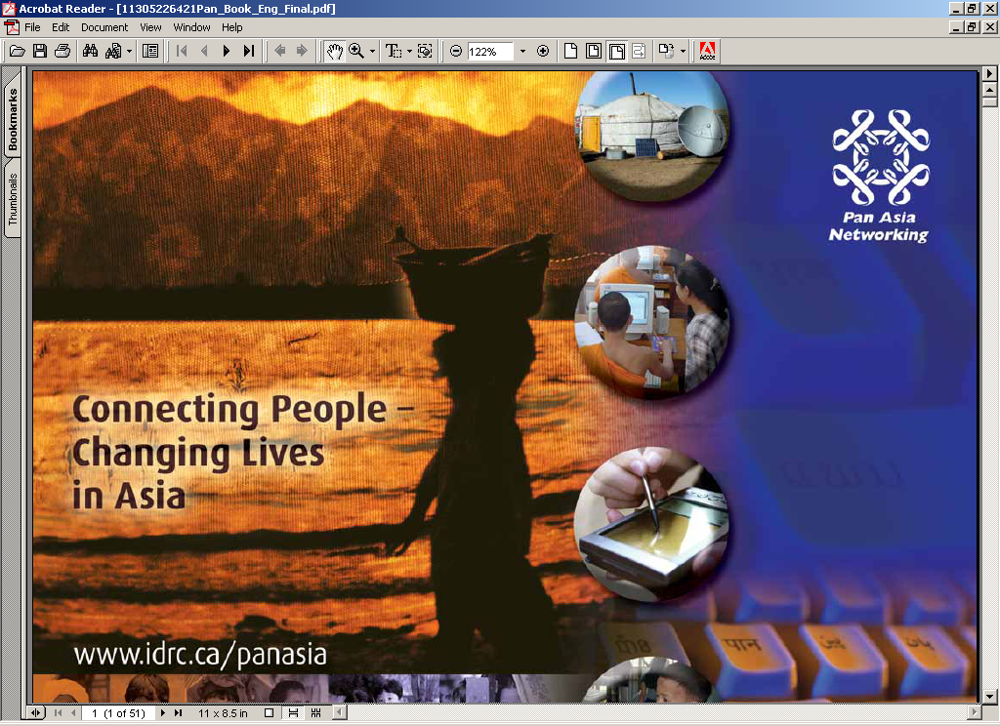 Acrobat Reader - [11305226421Pan_Book_Eng_Final.pdf]
File Edit Document View Window Help
122%
Adobe
Bookmarks
Thumbnails
Pan Asia
Networking
Connecting People –
Changing Lives
in Asia
www.idrc.ca/panasia
पान
1 (1 of 51) 11 x 8.5 in